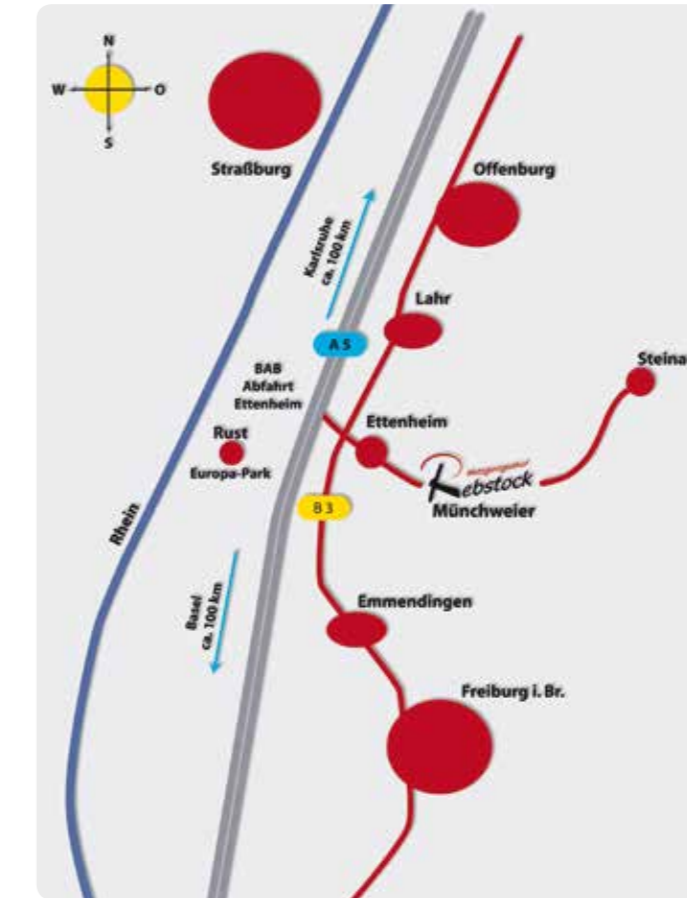 N
W O
S
Straßburg
Offenburg
Karlsruhe
ca. 100 km
Lahr
A 5
Steina
BAB
Abfahrt
Ettenheim
Ettenheim
Rust
Europa-Park
Rebstock
Münchweier
B 3
Rhein
Basel
ca. 100 km
Emmendingen
Freiburg i. Br.